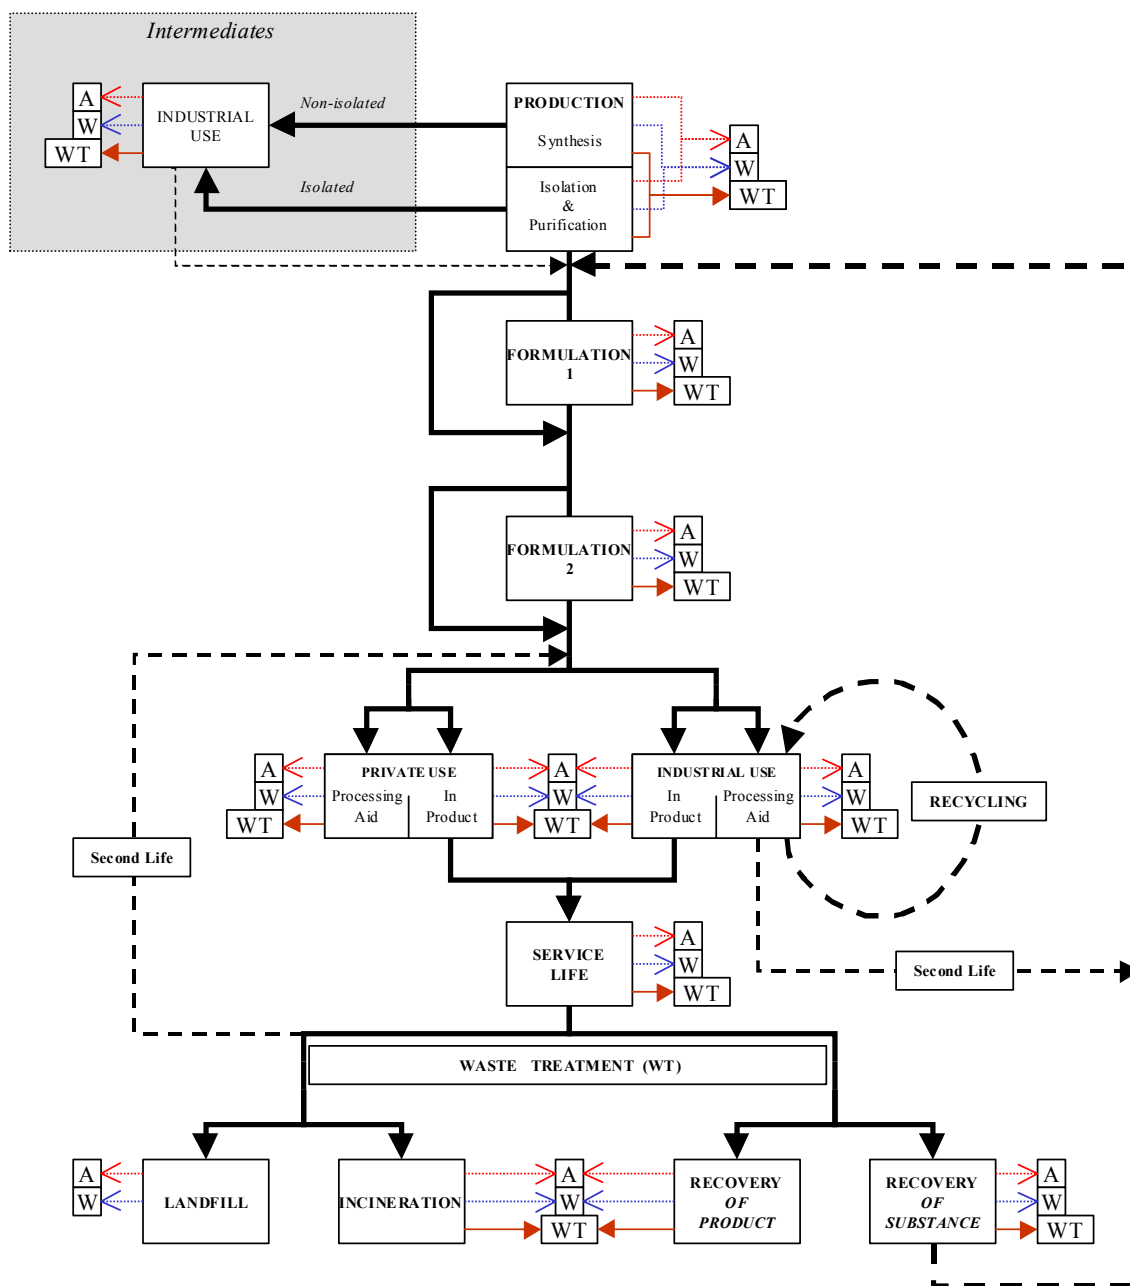 Intermediates
A
W
WT
INDUSTRIAL
USE
Non-isolated
Isolated
PRODUCTION
Synthesis
Isolation
&
Purification
A
W
WT
FORMULATION
1
A
W
WT
FORMULATION
2
A
W
WT
A
W
WT
PRIVATE USE
Processing
Aid
In
Product
A
W
WT
INDUSTRIAL USE
In
Product
Processing
Aid
A
W
WT
RECYCLING
Second Life
SERVICE
LIFE
A
W
WT
Second Life
WASTE TREATMENT (WT)
A
W
LANDFILL
INCINERATION
A
W
WT
RECOVERY
OF
PRODUCT
RECOVERY
OF
SUBSTANCE
A
W
WT